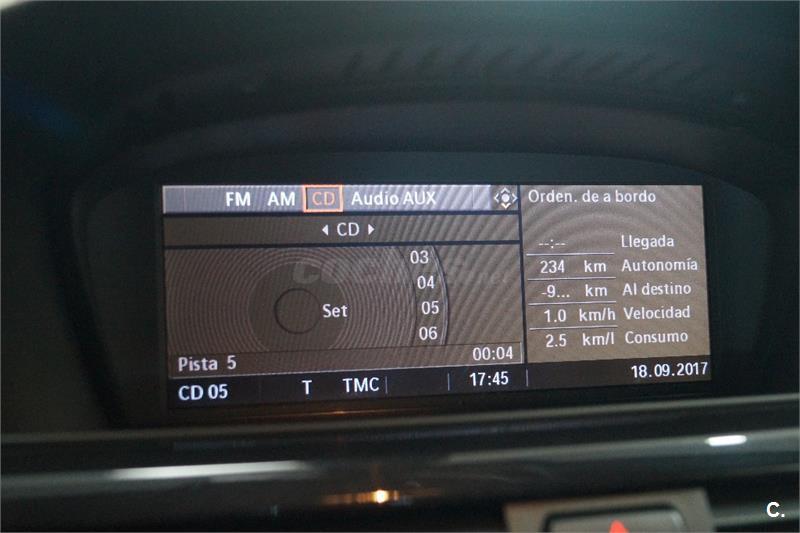 FM AM CD Audio AUX
CD
03
04
Set 05
06
Pista 5 00:04
CD 05 T TMC 17:45
Orden. de a bordo
--:-- Llegada
234 km Autonomía
-9... km Al destino
1.0 km/h Velocidad
2.5 km/l Consumo
18.09.2017
C.